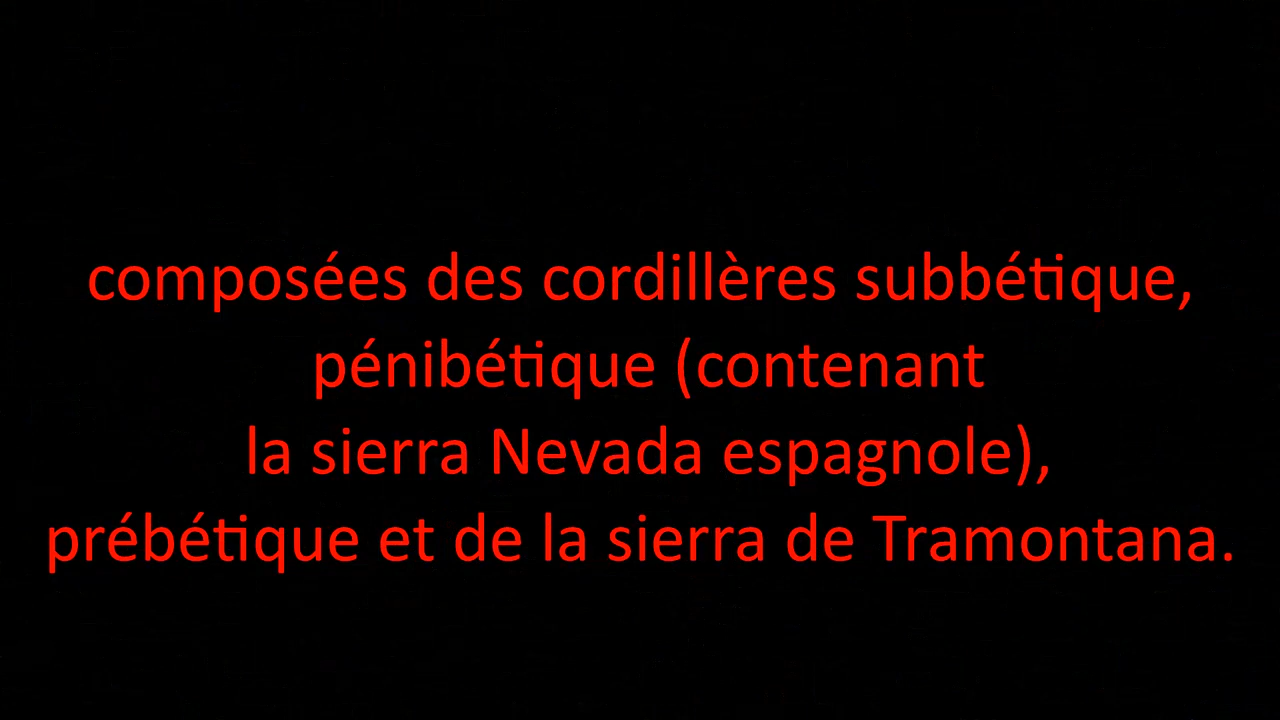 composées des cordillères subbétique,
pénibétique (contenant
la sierra Nevada espagnole),
prébétique et de la sierra de Tramontana.